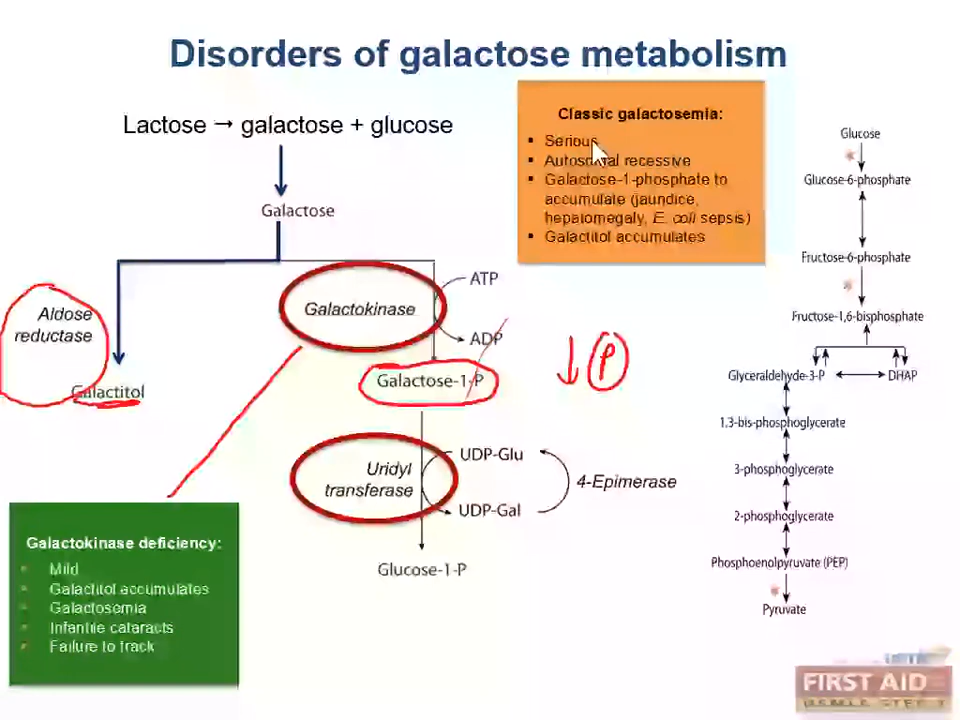 Disorders of galactose metabolism
Lactose → galactose + glucose
Galactose
Aldose
reductase
Galactitol
Galactokinase
ATP
ADP
Galactose-1-P
↓ P
Uridyl
transferase
UDP-Glu
UDP-Gal
4-Epimerase
Glucose-1-P
Classic galactosemia:
Serious
Autosomal recessive
Galactose-1-phosphate to
accumulate (jaundice,
hepatomegaly, E. coli sepsis)
Galactitol accumulates
Galactokinase deficiency:
Mild
Galactitol accumulates
Galactosemia
Infantile cataracts
Failure to track
Glucose
Glucose-6-phosphate
Fructose-6-phosphate
Fructose-1,6-bisphosphate
Glyceraldehyde-3-P
DHAP
1,3-bis-phosphoglycerate
3-phosphoglycerate
2-phosphoglycerate
Phosphoenolpyruvate (PEP)
Pyruvate
FIRST AID
USMLE STEP 1